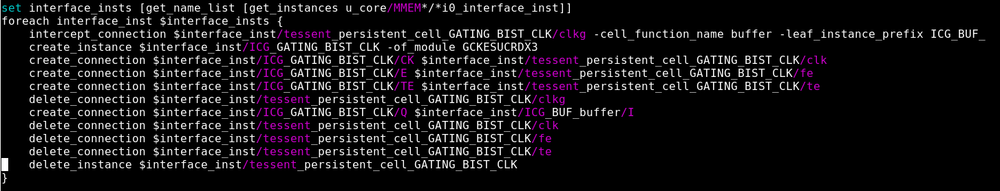 set interface_insts [get_name_list [get_instances u_core/MMEM*/*i0_interface_inst]]
foreach interface_inst $interface_insts {
    intercept_connection $interface_inst/tessent_persistent_cell_GATING_BIST_CLK/clkg -cell_function_name buffer -leaf_instance_prefix ICG_BUF_
    create_instance $interface_inst/ICG_GATING_BIST_CLK -of_module GCKESUCRDX3
    create_connection $interface_inst/ICG_GATING_BIST_CLK/CK $interface_inst/tessent_persistent_cell_GATING_BIST_CLK/clk
    create_connection $interface_inst/ICG_GATING_BIST_CLK/E $interface_inst/tessent_persistent_cell_GATING_BIST_CLK/fe
    create_connection $interface_inst/ICG_GATING_BIST_CLK/TE $interface_inst/tessent_persistent_cell_GATING_BIST_CLK/te
    delete_connection $interface_inst/tessent_persistent_cell_GATING_BIST_CLK/clkg
    create_connection $interface_inst/ICG_GATING_BIST_CLK/Q $interface_inst/ICG_BUF_buffer/I
    delete_connection $interface_inst/tessent_persistent_cell_GATING_BIST_CLK/clk
    delete_connection $interface_inst/tessent_persistent_cell_GATING_BIST_CLK/fe
    delete_connection $interface_inst/tessent_persistent_cell_GATING_BIST_CLK/te
    delete_instance $interface_inst/tessent_persistent_cell_GATING_BIST_CLK
}